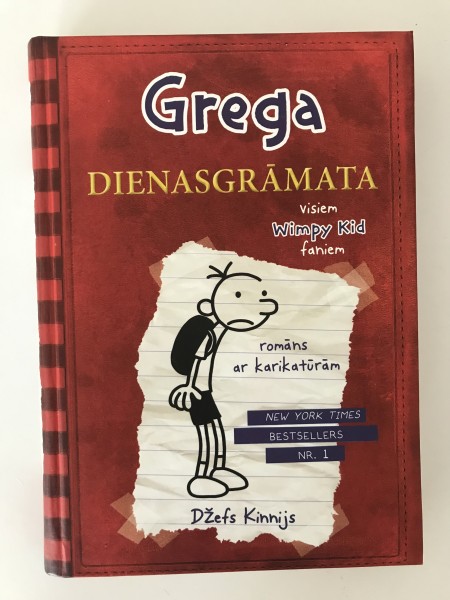 Grega
DIENASGRĀMATA
visiem
Wimpy Kid
faniem
romāns
ar karikatūrām
NEW YORK TIMES
BESTSELLERS
NR. 1
Džefs Kinnijs